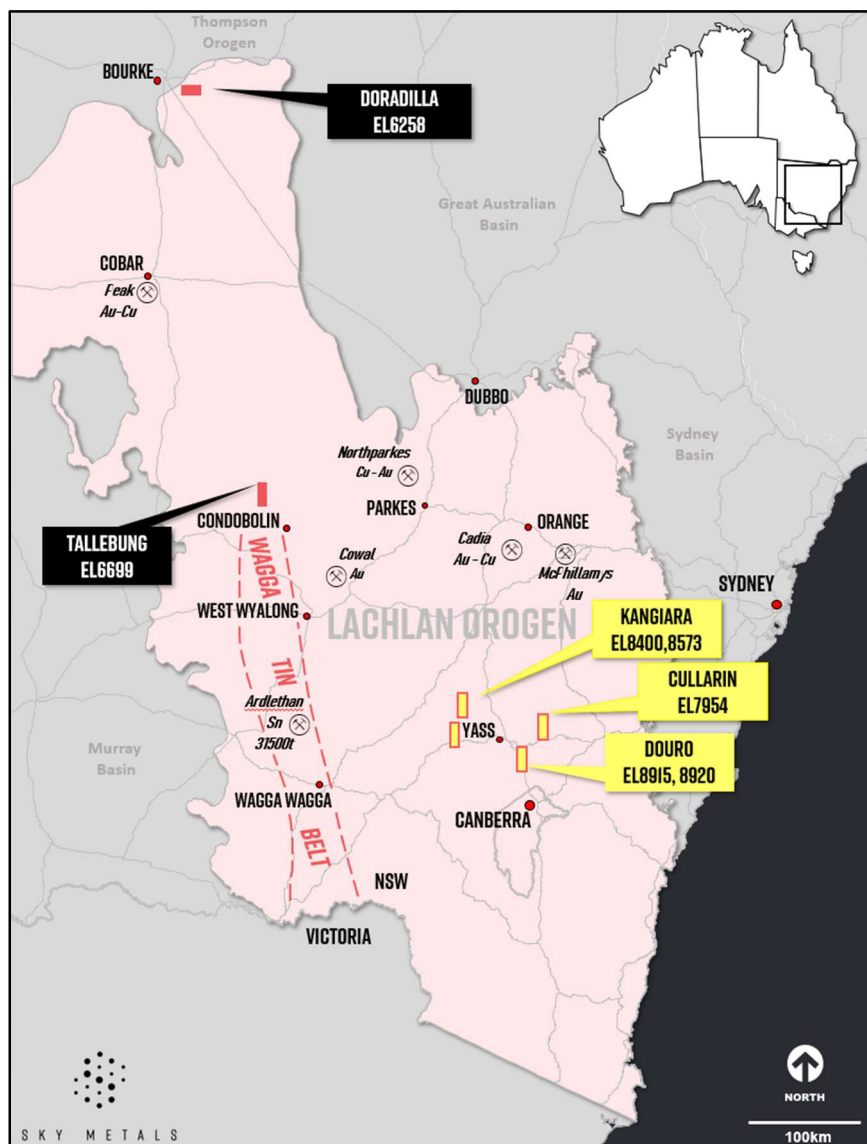 Thompson
Orogen
BOURKE
DORADILLA
EL6258
Great Australian
Basin
COBAR
Peak
Au-Cu
DUBBO
Sydney
Basin
Northparkes
Cu - Au
PARKES
CONDOBOLIN
TALLEBUNG
EL6699
ORANGE
Cadia
Au - Cu
McPhillamys
Au
Cowal
Au
SYDNEY
WAGGA
TIN
BELT
WEST WYALONG
LACHLAN OROGEN
KANGIARA
EL8400,8573
CULLARIN
EL7954
Ardlethan
Sn
31500t
YASS
DOURO
EL8915, 8920
Murray
Basin
WAGGA WAGGA
CANBERRA
NSW
VICTORIA
SKY METALS
NORTH
100km